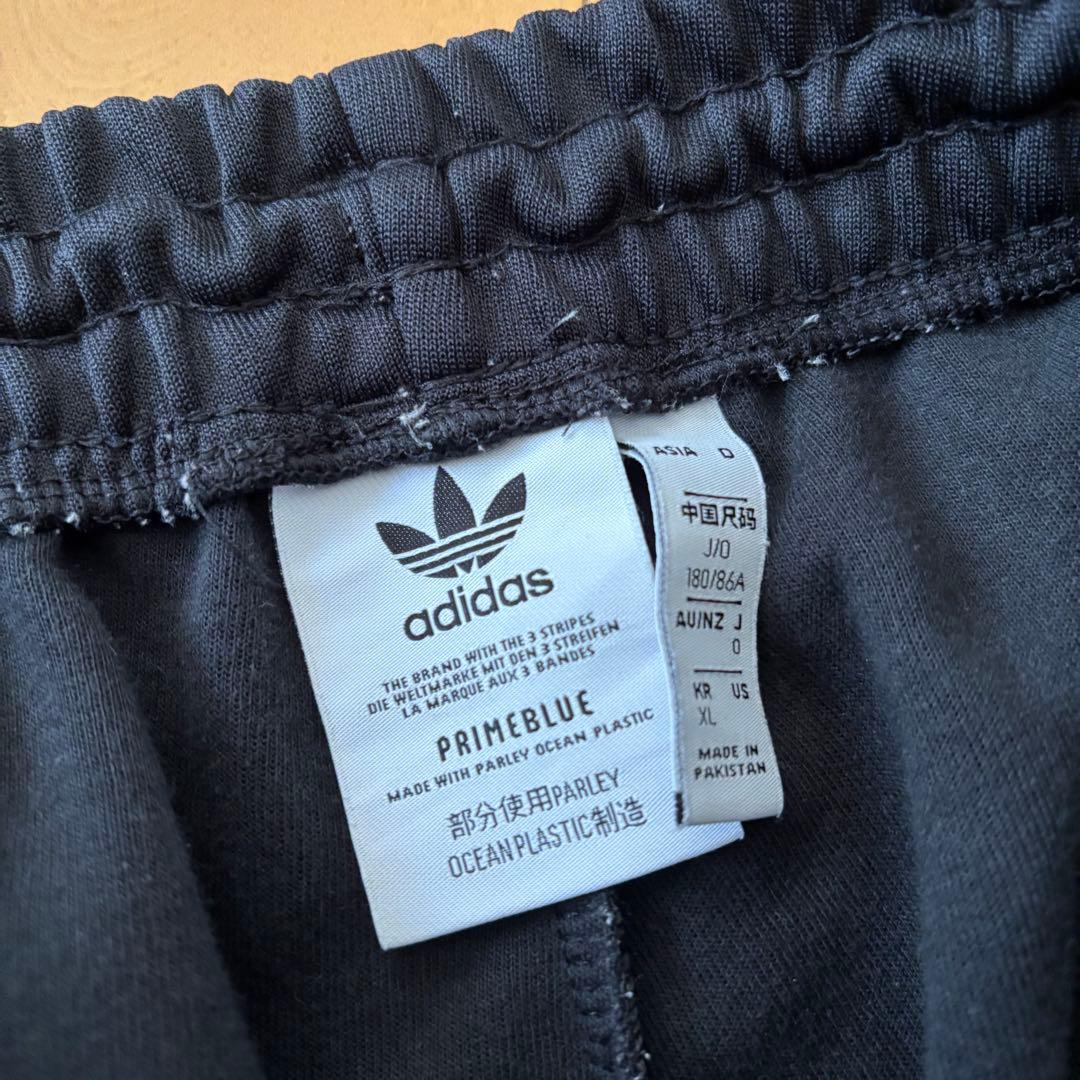 adidas
THE BRAND WITH THE 3 STRIPES
DIE WELTMARKE MIT DEN 3 STREIFEN
LA MARQUE AUX 3 BANDES
PRIMEBLUE
MADE WITH PARLEY OCEAN PLASTIC
部分使用PARLEY
OCEAN PLASTIC制造
ASIA O
中国尺码
J/O
180/86A
AU/NZ J
O
KR US
XL
MADE IN
PAKISTAN